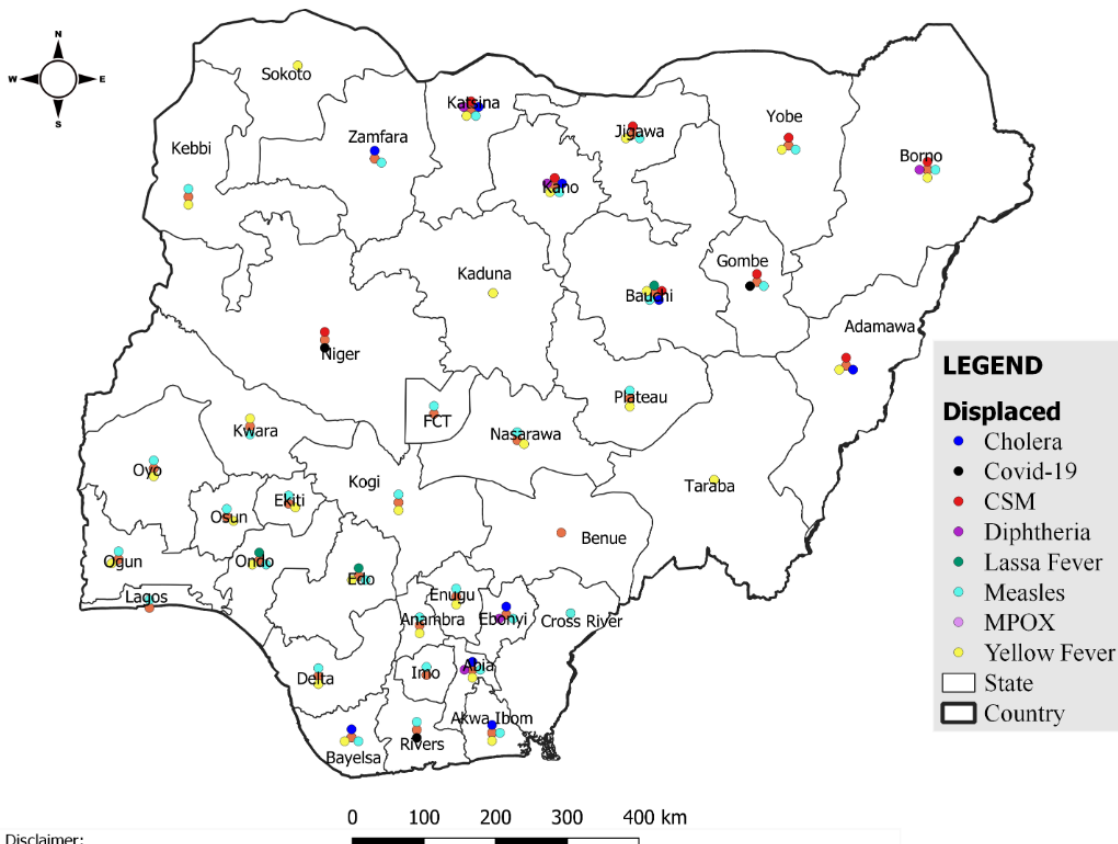 N
W E
S
Sokoto
Katsina
Zamfara
Jigawa
Yobe
Kebbi
Borno
Kano
Gombe
Kaduna
Bauchi
Adamawa
Niger
Plateau
FCT
Kwara
Nasarawa
Oyo
Kogi
Taraba
Ekiti
Osun
Benue
Ogun
Ondo
Edo
Lagos
Enugu
Anambra
Ebonyi
Cross River
Abia
Imo
Delta
Akwa Ibom
Rivers
Bayelsa
LEGEND
Displaced
Cholera
Covid-19
CSM
Diphtheria
Lassa Fever
Measles
MPOX
Yellow Fever
State
Country
0 100 200 300 400 km
Disclaimer: